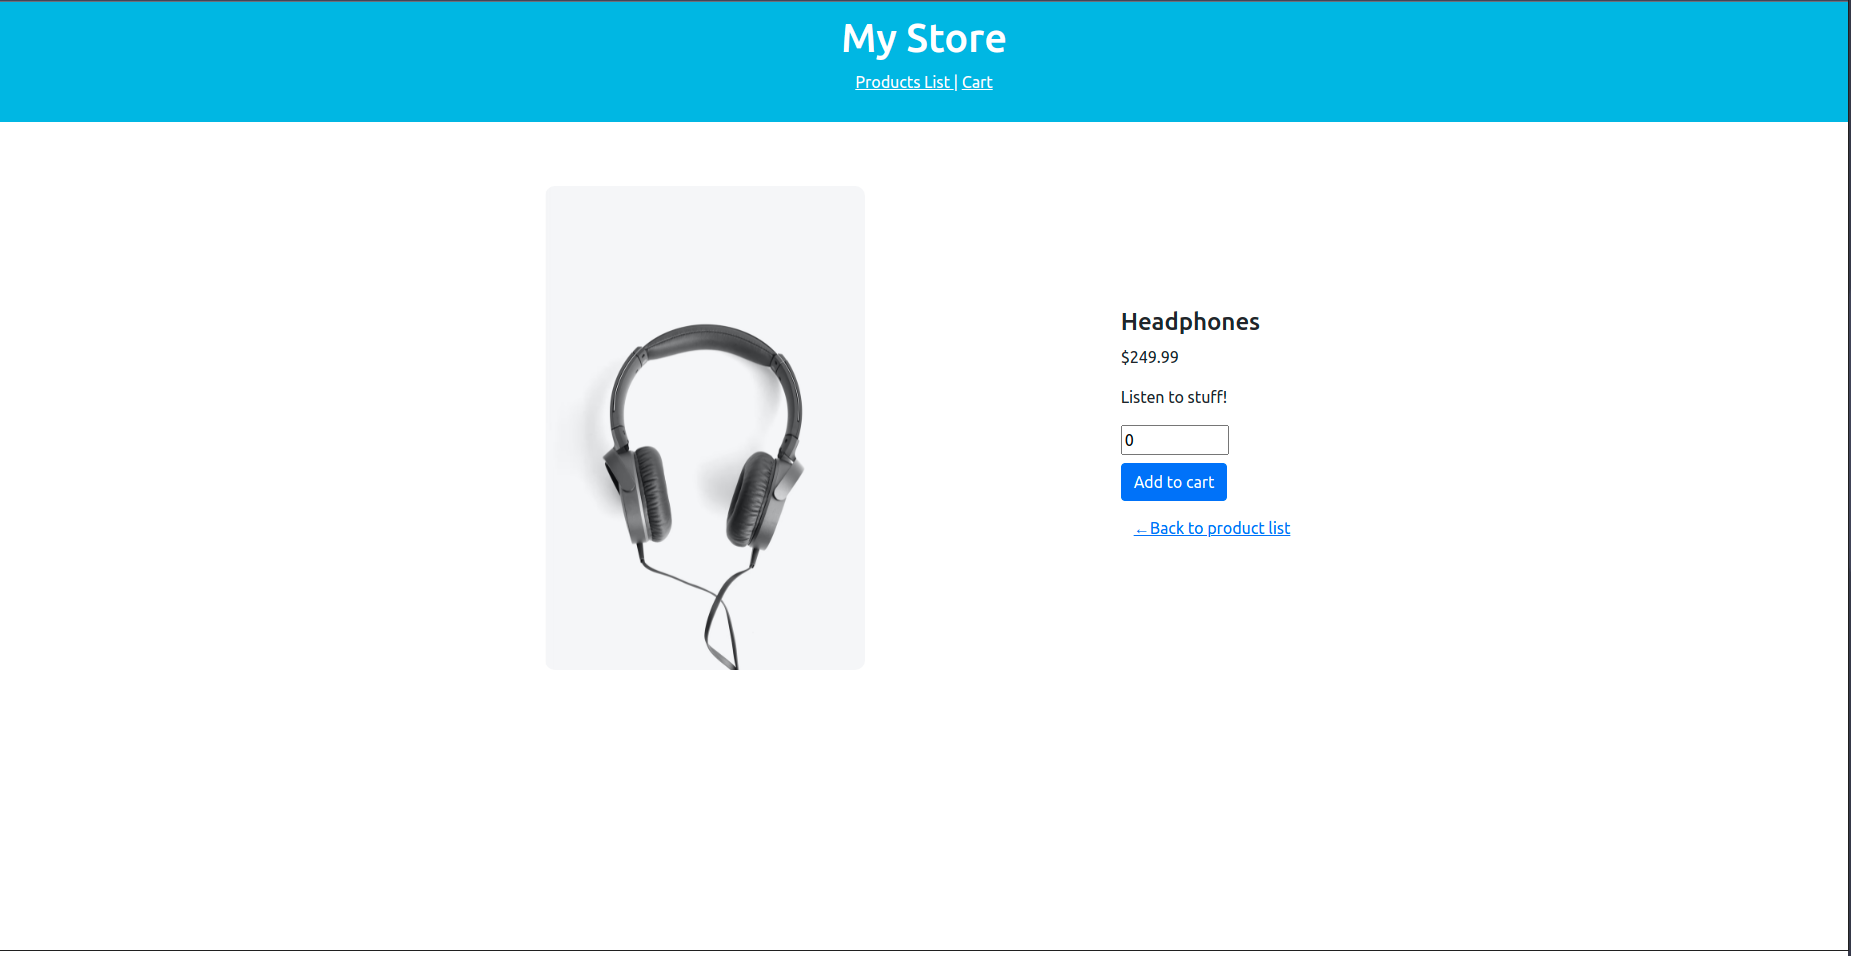 My Store
Products List | Cart
Headphones
$249.99
Listen to stuff!
0
Add to cart
←Back to product list